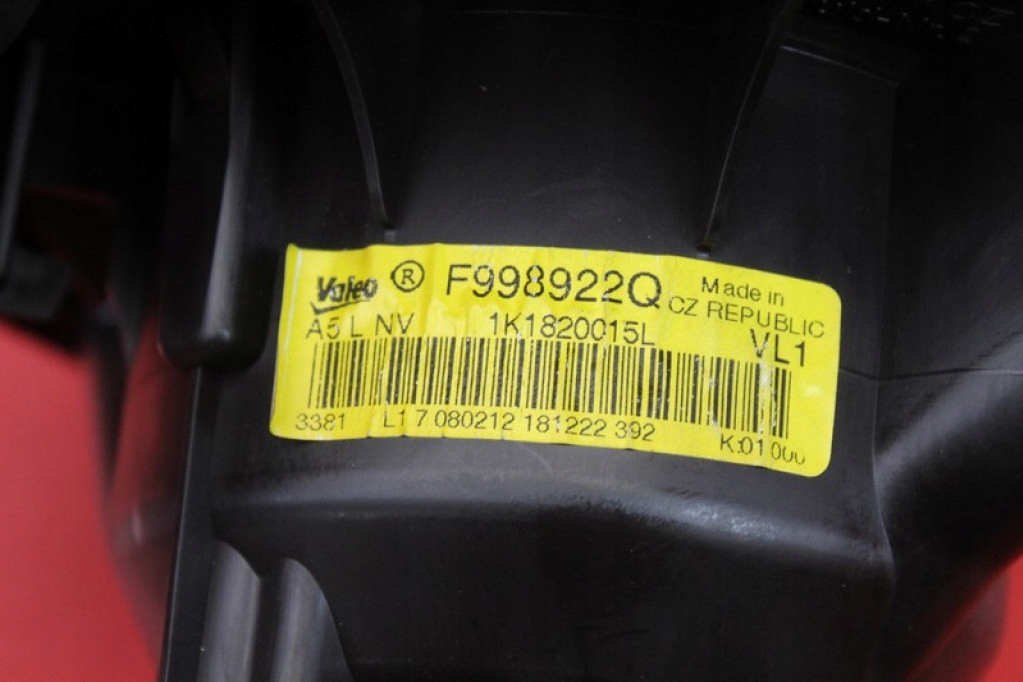 Valeo ® F998922Q Made in
CZ REPUBLIC
A5 L NV 1K1820015L VL1
3381 L1 7 080212 181222 392 K:01 000